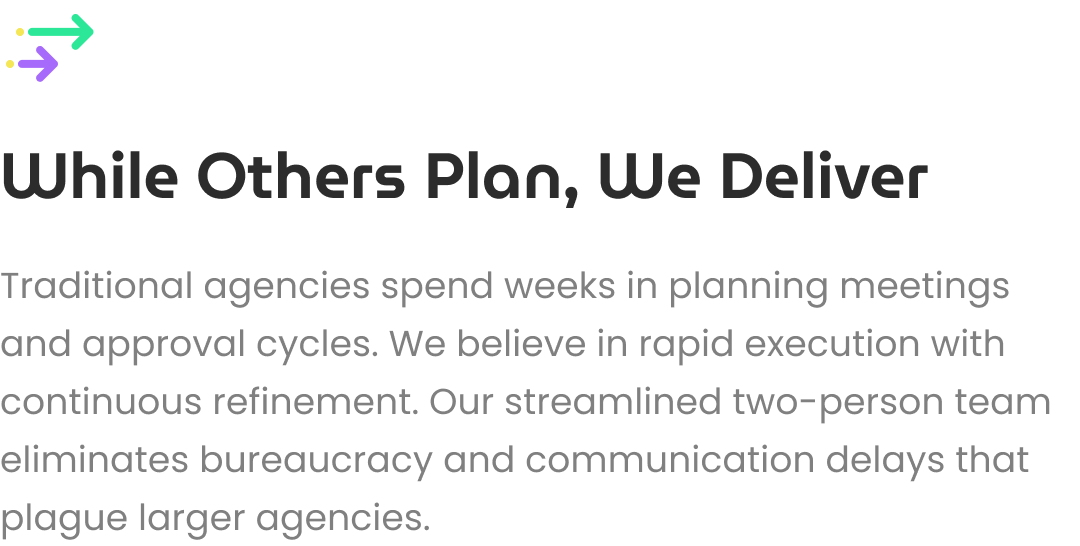 While Others Plan, We Deliver
Traditional agencies spend weeks in planning meetings
and approval cycles. We believe in rapid execution with
continuous refinement. Our streamlined two-person team
eliminates bureaucracy and communication delays that
plague larger agencies.